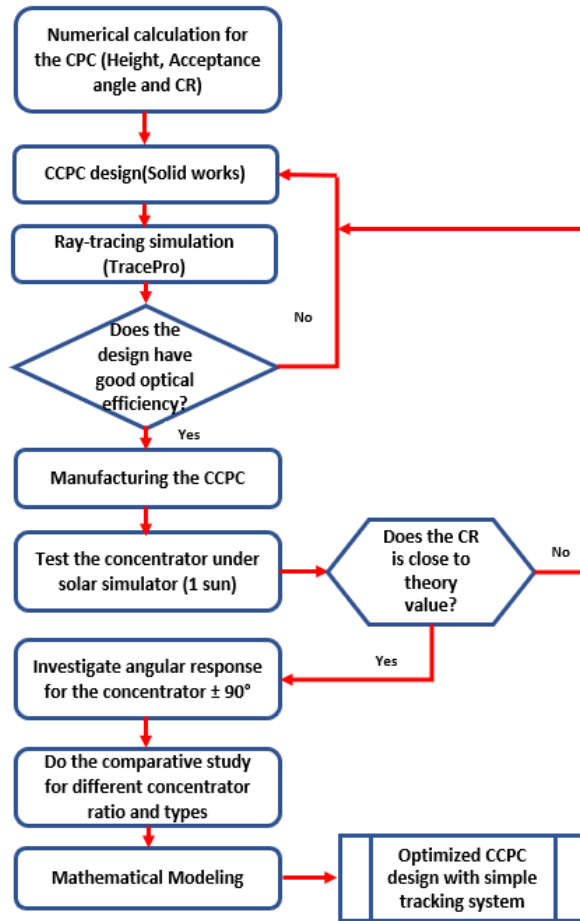 Numerical calculation for
the CPC (Height, Acceptance
angle and CR)
CCPC design(Solid works)
Ray-tracing simulation
(TracePro)
Does the
design have
good optical
efficiency?
No
Yes
Manufacturing the CCPC
Test the concentrator under
solar simulator (1 sun)
Does the CR
is close to
theory
value?
No
Yes
Investigate angular response
for the concentrator ± 90°
Do the comparative study
for different concentrator
ratio and types
Mathematical Modeling
Optimized CCPC
design with simple
tracking system